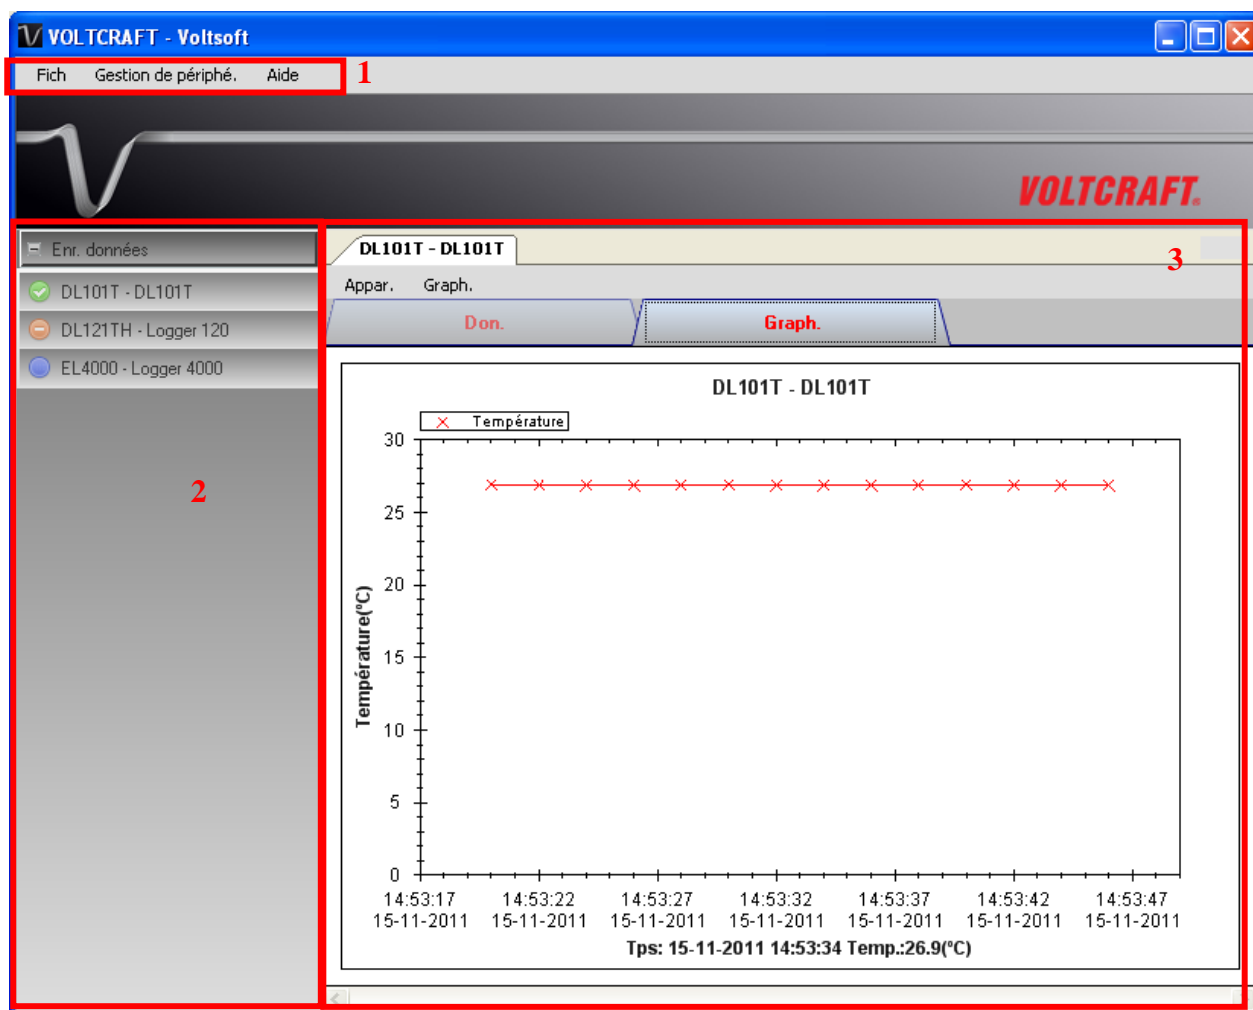 VOLTCRAFT - Voltsoft
Fich Gestion de périphé. Aide
1
VOLTCRAFT®
Enr. données
DL101T - DL101T
DL121TH - Logger 120
EL4000 - Logger 4000
2
DL101T - DL101T
3
Appar. Graph.
Don. Graph.
DL101T - DL101T
Température
30
25
20
15
10
5
0
Température(°C)
14:53:17 14:53:22 14:53:27 14:53:32 14:53:37 14:53:42 14:53:47
15-11-2011 15-11-2011 15-11-2011 15-11-2011 15-11-2011 15-11-2011 15-11-2011
Tps: 15-11-2011 14:53:34 Temp.:26.9(°C)